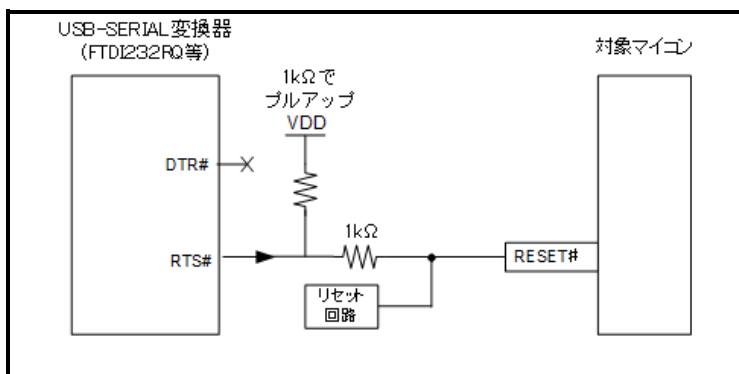 USB-SERIAL変換器
(FTDI232RQ等)
対象マイコン
1kΩで
プルアップ
VDD
DTR#
1kΩ
RTS#
RESET#
リセット
回路